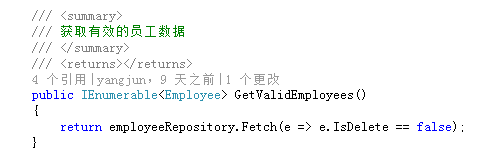 /// <summary>
/// 获取有效的员工数据
/// </summary>
/// <returns></returns>
4 个引用|yangjun，9 天之前|1 个更改
public IEnumerable<Employee> GetValidEmployees()
{
return employeeRepository.Fetch(e => e.IsDelete == false);
}